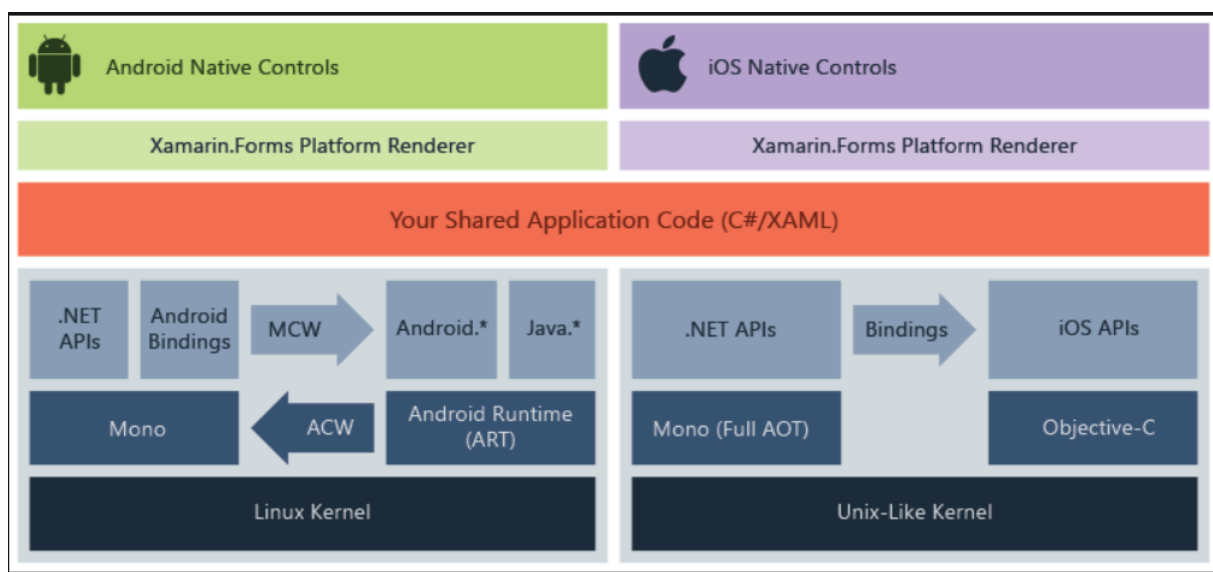 Android Native Controls
iOS Native Controls
Xamarin.Forms Platform Renderer
Xamarin.Forms Platform Renderer
Your Shared Application Code (C#/XAML)
.NET
APIs
Android
Bindings
MCW
Android.*
Java.*
.NET APIs
Bindings
iOS APIs
Mono
ACW
Android Runtime
(ART)
Mono (Full AOT)
Objective-C
Linux Kernel
Unix-Like Kernel